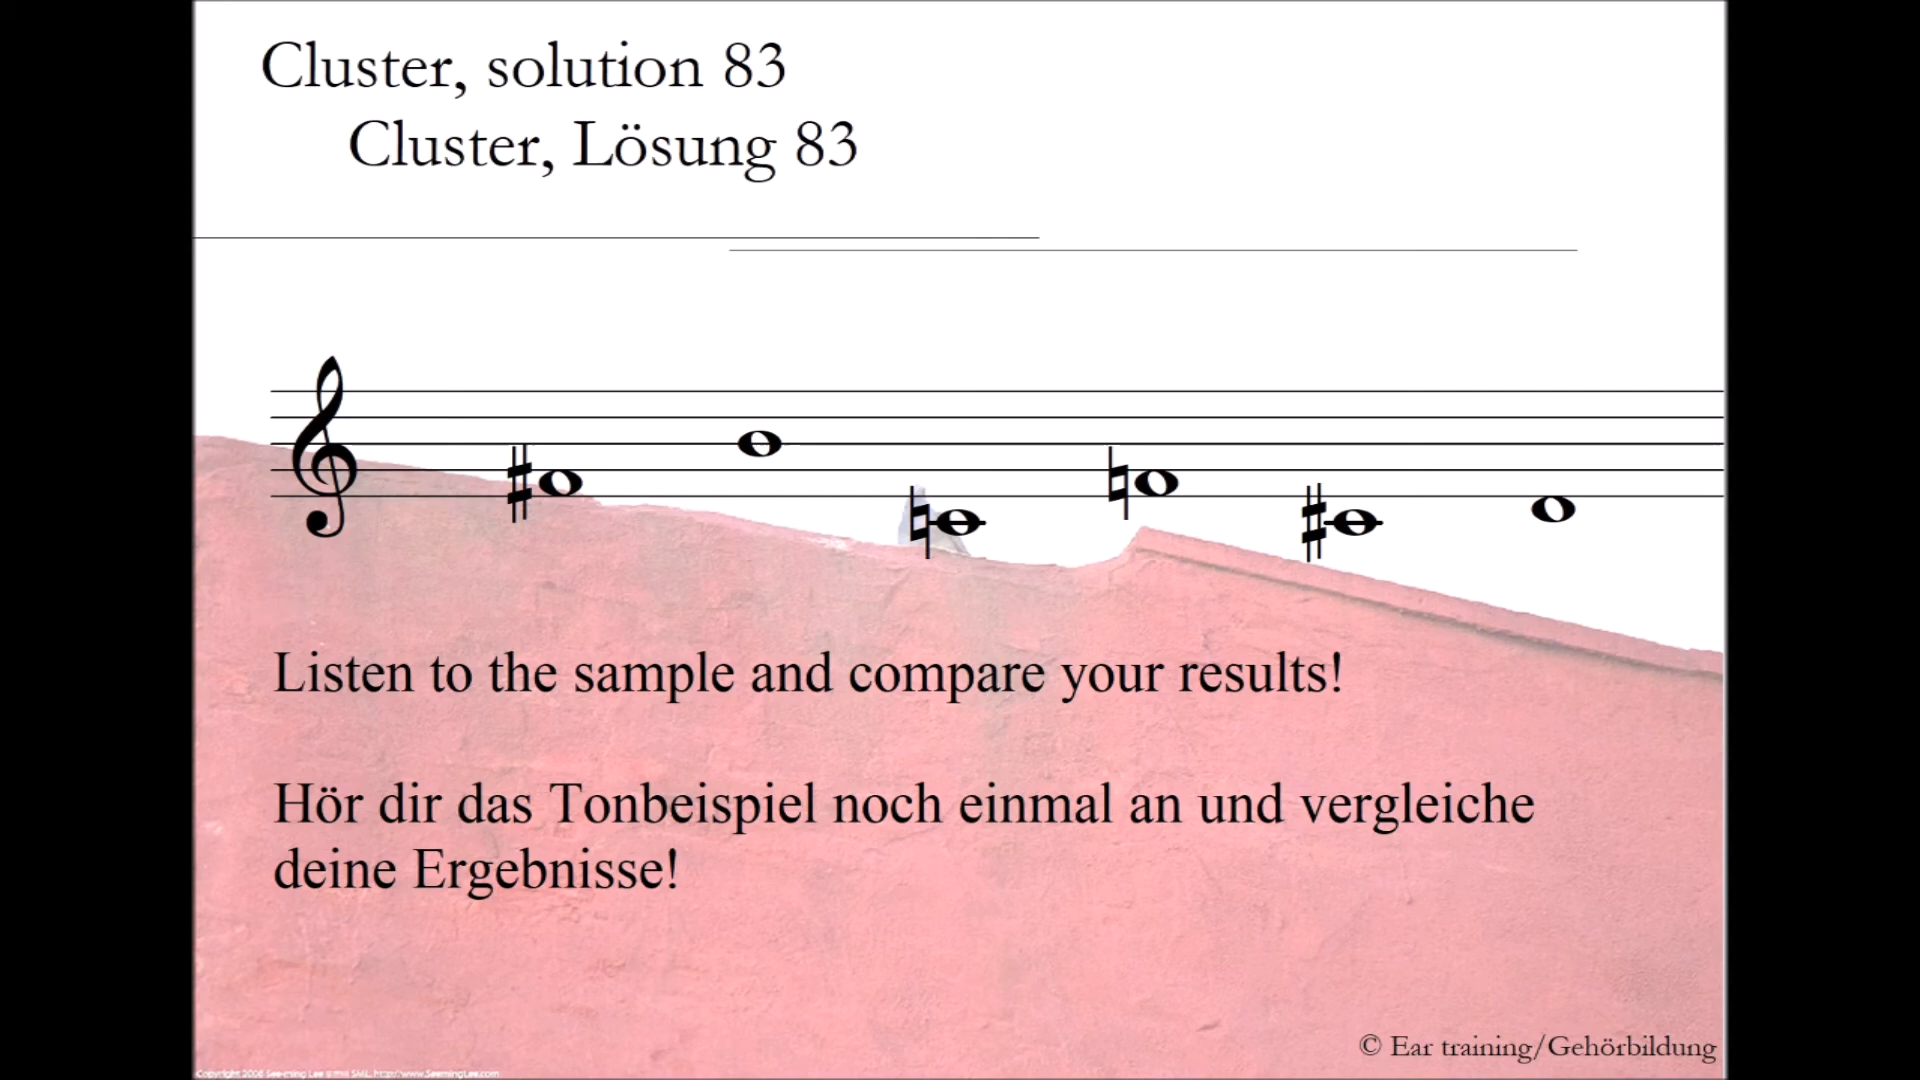 Cluster, solution 83
Cluster, Lösung 83
Listen to the sample and compare your results!
Hör dir das Tonbeispiel noch einmal an und vergleiche
deine Ergebnisse!
© Ear training/Gehörbildung